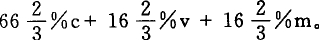 66 2/3 %c + 16 2/3 %v + 16 2/3 %m。